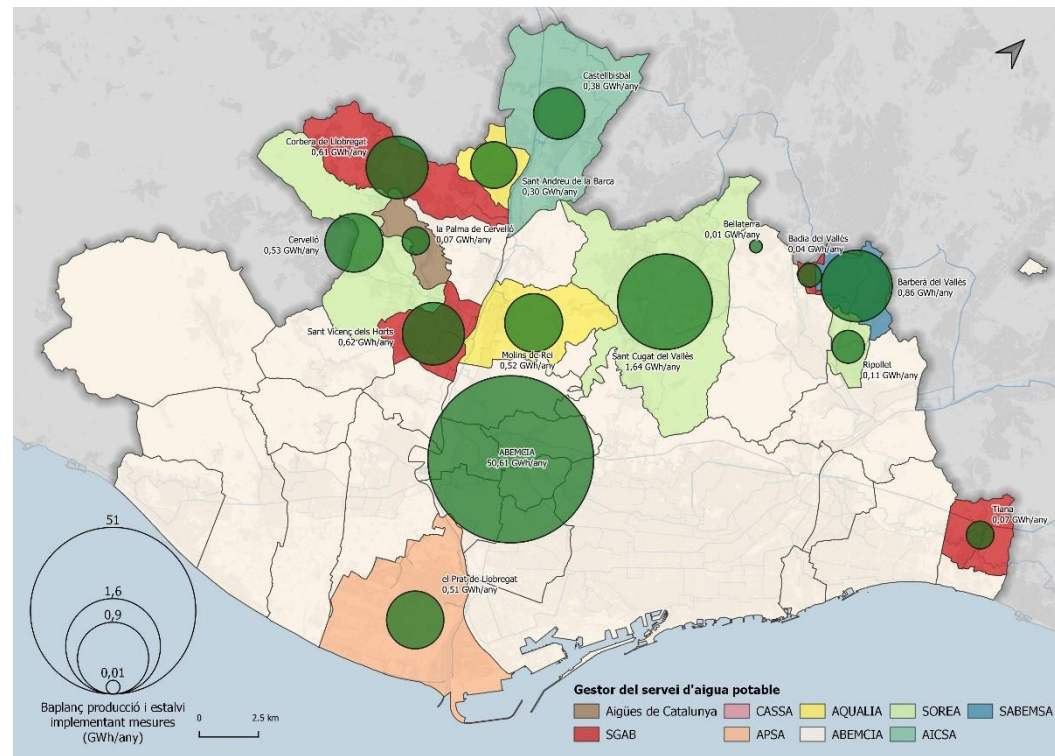 Castellbisbal
0,38 GWh/any
Corbera de Llobregat
0,61 GWh/any
Sant Andreu de la Barca
0,30 GWh/any
la Palma de Cervelló
0,07 GWh/any
Cervelló
0,53 GWh/any
Bellaterra
0,01 GWh/any
Badia del Vallès
0,04 GWh/any
Barberà del Vallès
0,86 GWh/any
Sant Vicenç dels Horts
0,62 GWh/any
Molins de Rei
0,52 GWh/any
Sant Cugat del Vallès
1,64 GWh/any
Ripollet
0,11 GWh/any
ABEMCIA
50,61 GWh/any
Tiana
0,07 GWh/any
el Prat de Llobregat
0,51 GWh/any
51
1,6
0,9
0,01
Baplanç producció i estalvi
implementant mesures
(GWh/any)
0 2.5 km
Gestor del servei d'aigua potable
Aigües de Catalunya CASSA AQUALIA SOREA SABEMSA
SGAB APSA ABEMCIA AICSA